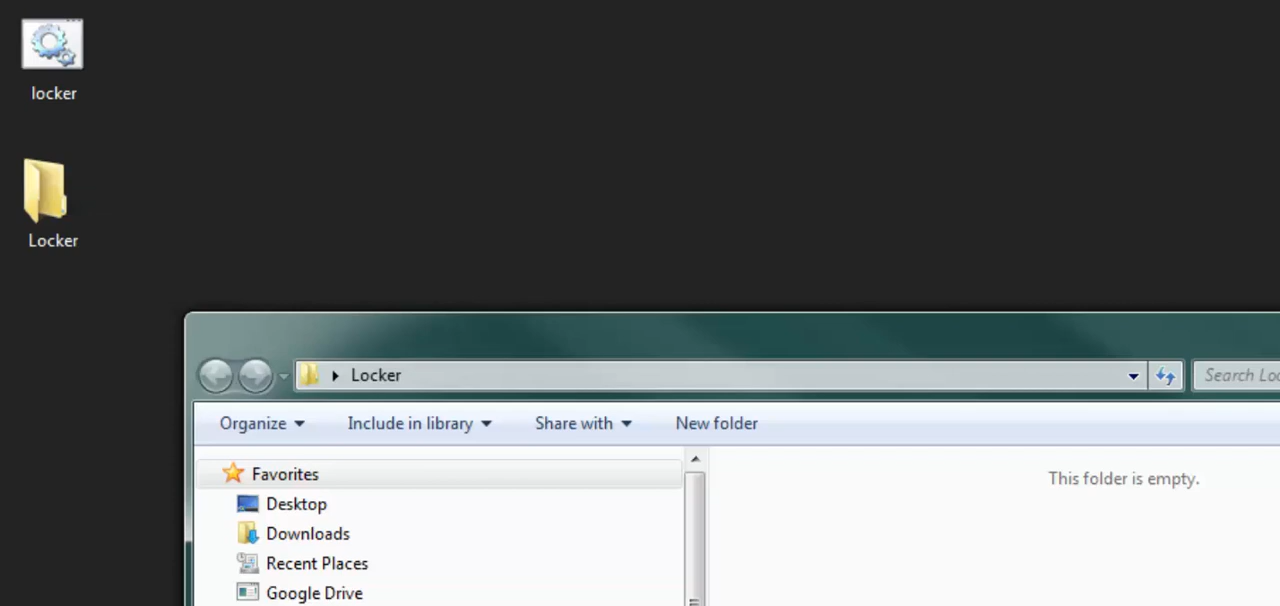 locker
Locker
Locker
Search Loc
Organize
Include in library
Share with
New folder
Favorites
This folder is empty.
Desktop
Downloads
Recent Places
Google Drive